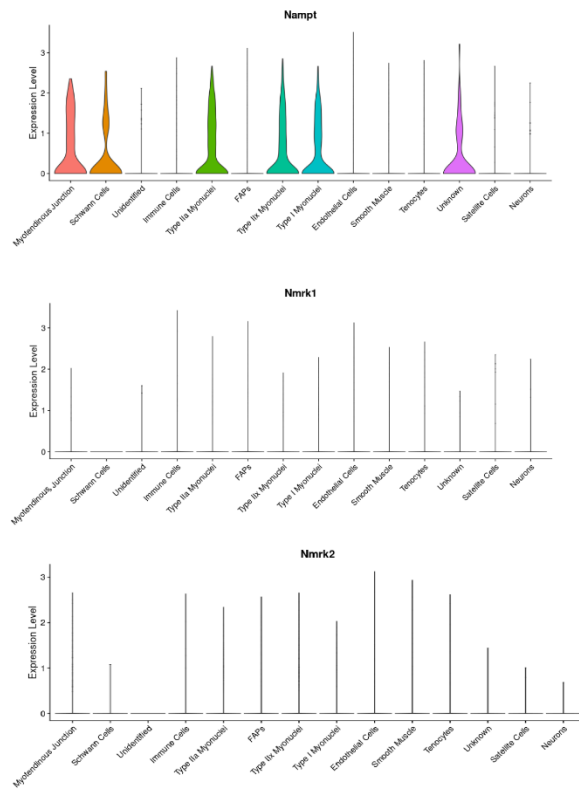 Nampt
Expression Level
3
2
1
0
Myotendinous Junction
Schwann Cells
Unidentified
Immune Cells
Type IIa Myonuclei
FAPs
Type IIx Myonuclei
Type I Myonuclei
Endothelial Cells
Smooth Muscle
Tenocytes
Unknown
Satellite Cells
Neurons
Nmrk1
Expression Level
3
2
1
0
Myotendinous Junction
Schwann Cells
Unidentified
Immune Cells
Type IIa Myonuclei
FAPs
Type IIx Myonuclei
Type I Myonuclei
Endothelial Cells
Smooth Muscle
Tenocytes
Unknown
Satellite Cells
Neurons
Nmrk2
Expression Level
3
2
1
0
Myotendinous Junction
Schwann Cells
Unidentified
Immune Cells
Type IIa Myonuclei
FAPs
Type IIx Myonuclei
Type I Myonuclei
Endothelial Cells
Smooth Muscle
Tenocytes
Unknown
Satellite Cells
Neurons